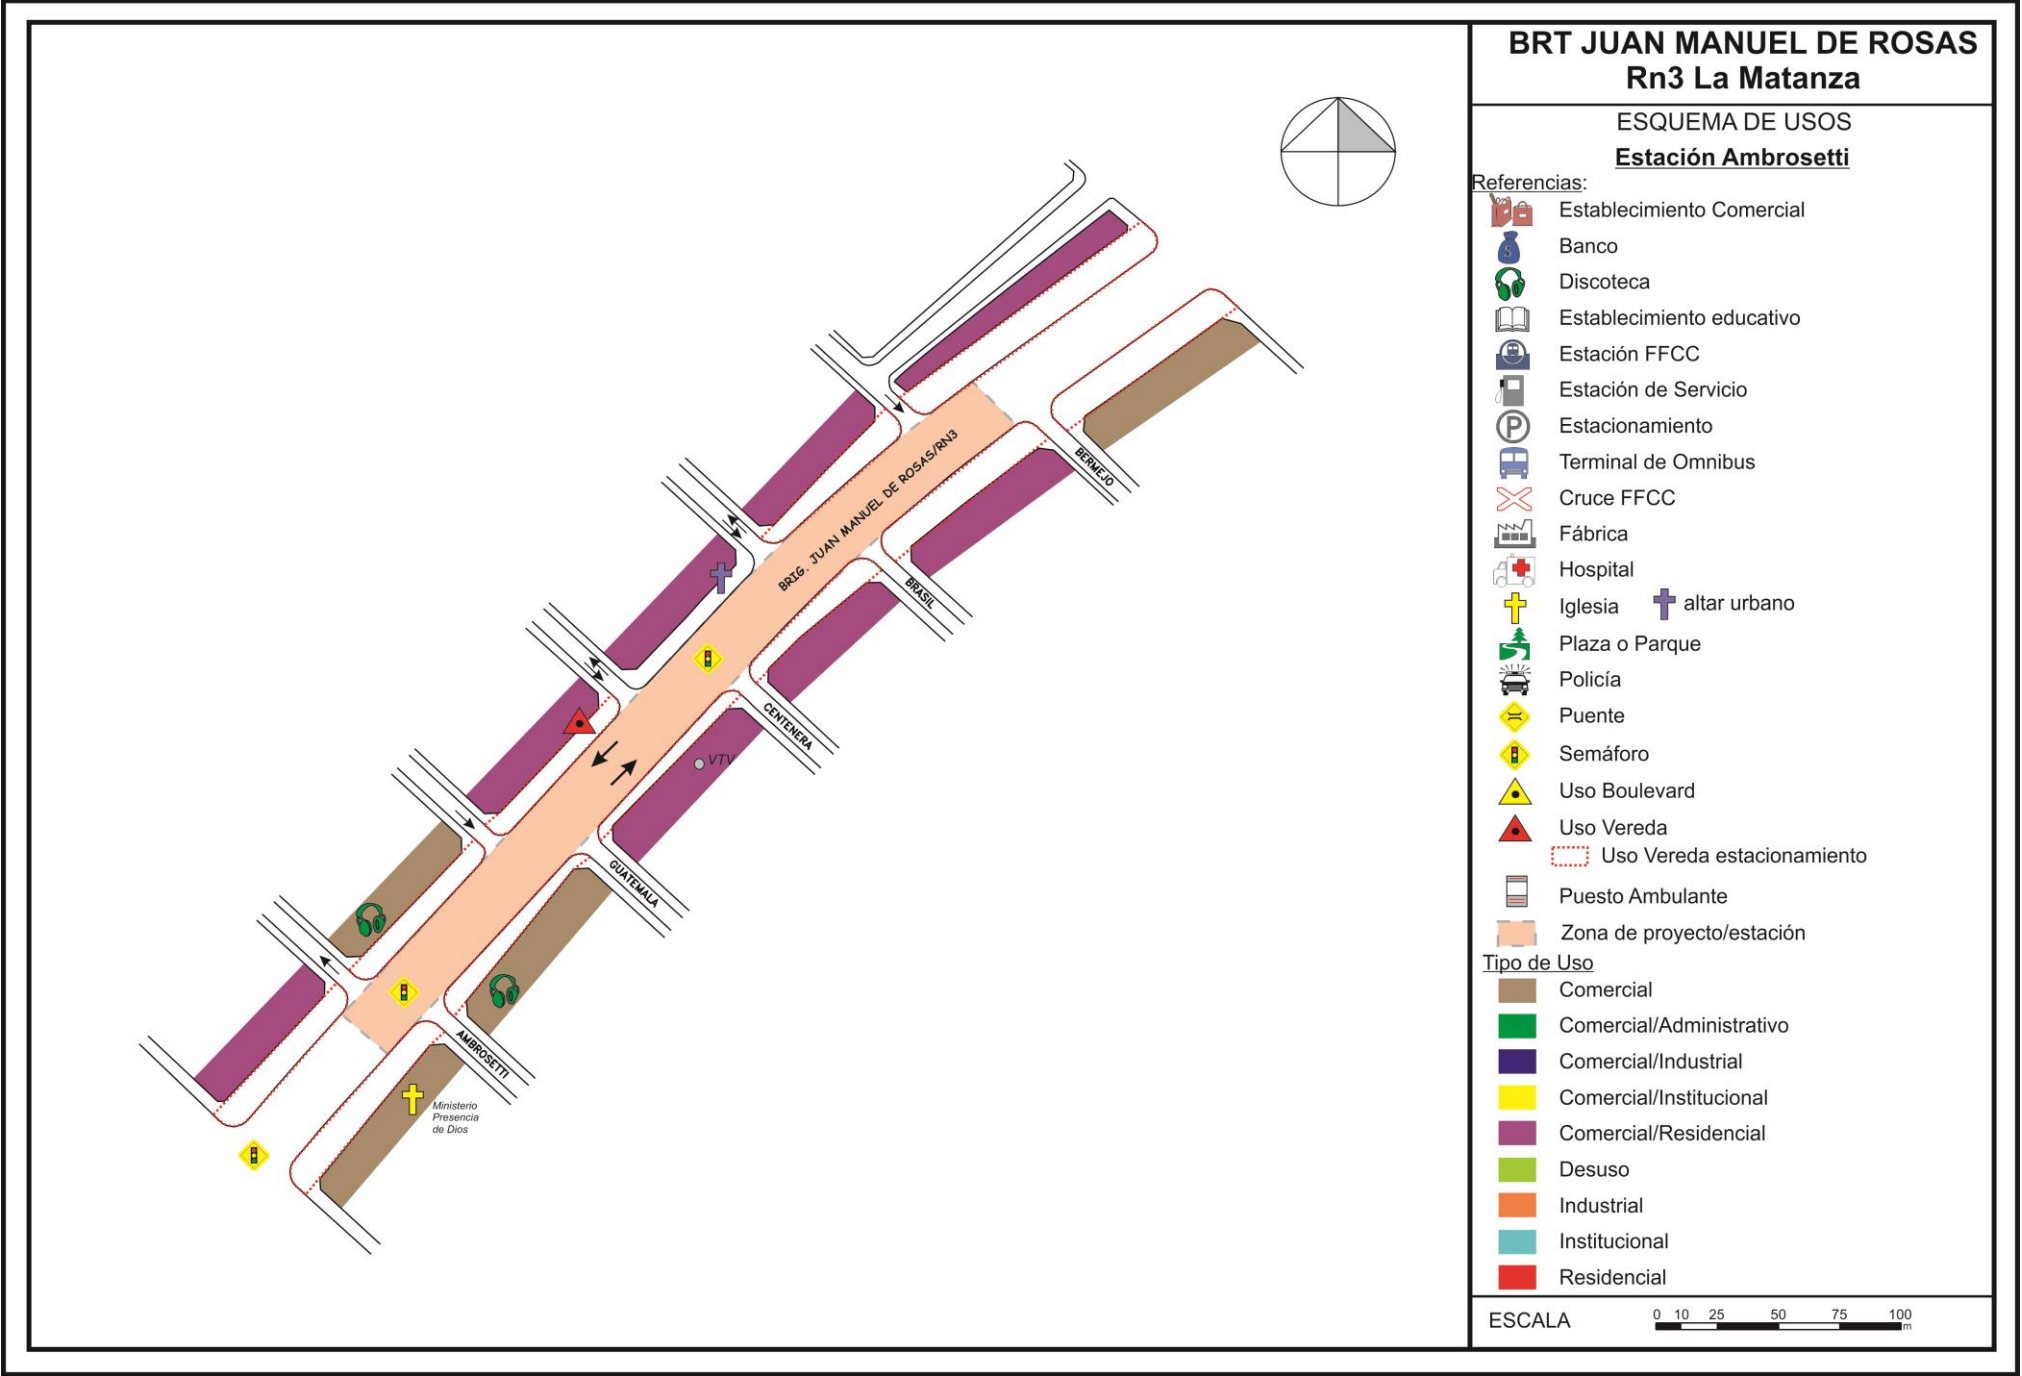 BRT JUAN MANUEL DE ROSAS
Rn3 La Matanza
ESQUEMA DE USOS
Estación Ambrosetti
Referencias:
Establecimiento Comercial
Banco
Discoteca
Establecimiento educativo
Estación FFCC
Estación de Servicio
P
Estacionamiento
Terminal de Omnibus
Cruce FFCC
Fábrica
Hospital
Iglesia altar urbano
Plaza o Parque
Policía
Puente
Semáforo
Uso Boulevard
Uso Vereda
Uso Vereda estacionamiento
Puesto Ambulante
Zona de proyecto/estación
Tipo de Uso
Comercial
Comercial/Administrativo
Comercial/Industrial
Comercial/Institucional
Comercial/Residencial
Desuso
Industrial
Institucional
Residencial
ESCALA
0 10 25 50 75 100
m
BRIG. JUAN MANUEL DE ROSAS/RN3
BERMEJO
BRASIL
CENTENERA
VTV
GUATEMALA
AMBROSETTI
Ministerio
Presencia
de Dios